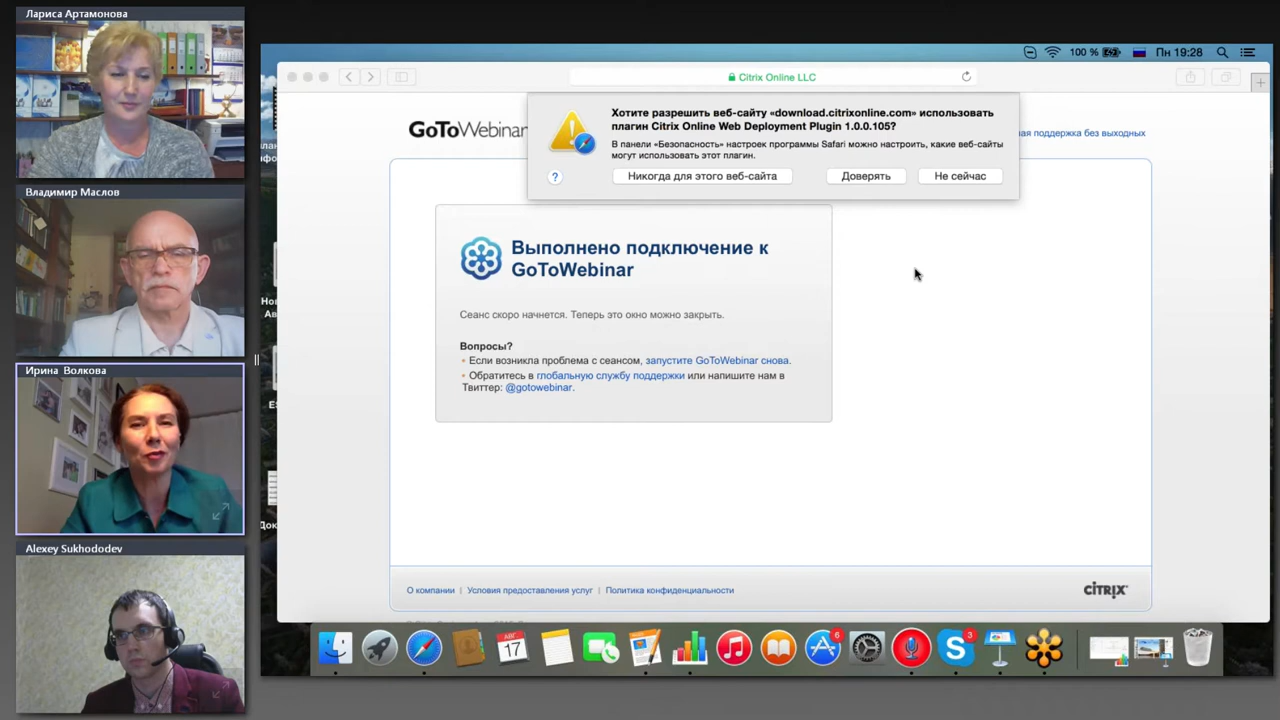 Лариса Артамонова
Владимир Маслов
Ирина Волкова
Alexey Sukhododev
100 %
Пн 19:28
Citrix Online LLC
GoToWebinar
ная поддержка без выходных
Хотите разрешить веб-сайту «download.citrixonline.com» использовать
плагин Citrix Online Web Deployment Plugin 1.0.0.105?
В панели «Безопасность» настроек программы Safari можно настроить, какие веб-сайты
могут использовать этот плагин.
?
Никогда для этого веб-сайта
Доверять
Не сейчас
Выполнено подключение к
GoToWebinar
Сеанс скоро начнется. Теперь это окно можно закрыть.
Вопросы?
• Если возникла проблема с сеансом, запустите GoToWebinar снова.
• Обратитесь в глобальную службу поддержки или напишите нам в
Твиттер: @gotowebinar.
О компании | Условия предоставления услуг | Политика конфиденциальности
CITRIX
АВГ
17
6
3